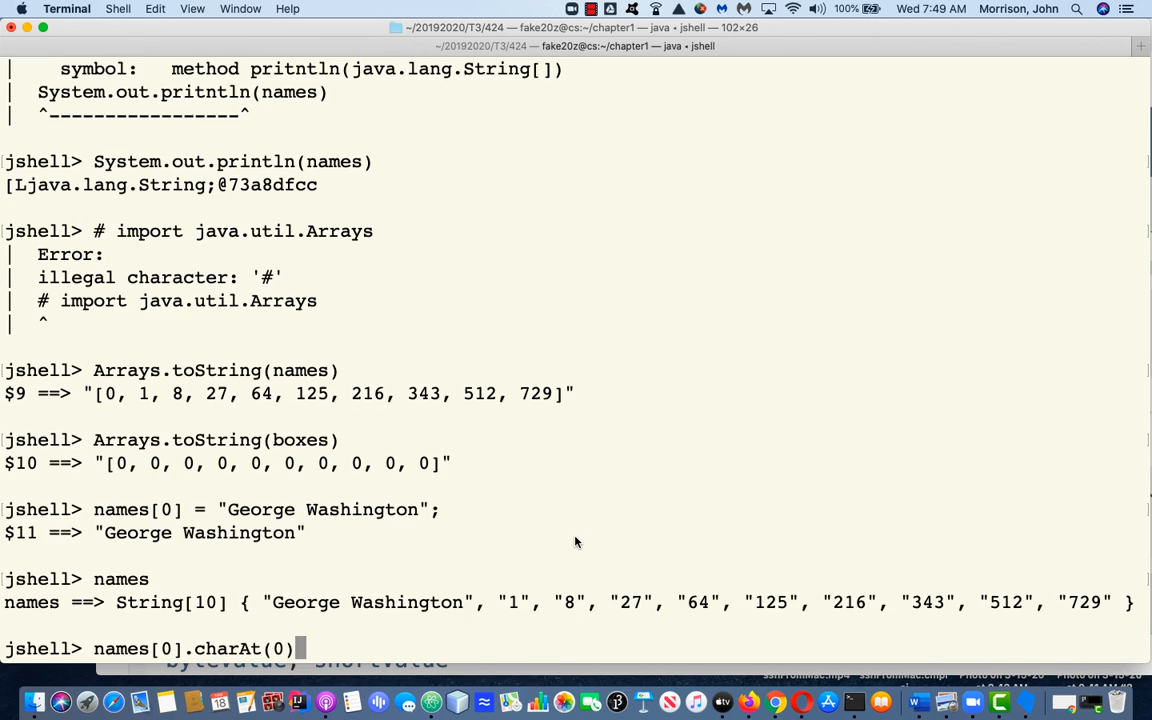 Terminal Shell Edit View Window Help 100% Wed 7:49 AM Morrison, John
~/20192020/T3/424 — fake20z@cs:~/chapter1 — java ‹ jshell — 102×26
~/20192020/T3/424 — fake20z@cs:~/chapter1 — java • jshell
|    symbol:   method pritntln(java.lang.String[])
|  System.out.pritntln(names)
|  ^----------------^
jshell> System.out.println(names)
[Ljava.lang.String;@73a8dfcc
jshell> # import java.util.Arrays
|  Error:
|  illegal character: '#'
|  # import java.util.Arrays
|  ^
jshell> Arrays.toString(names)
$9 ==> "[0, 1, 8, 27, 64, 125, 216, 343, 512, 729]"
jshell> Arrays.toString(boxes)
$10 ==> "[0, 0, 0, 0, 0, 0, 0, 0, 0, 0]"
jshell> names[0] = "George Washington";
$11 ==> "George Washington"
jshell> names
names ==> String[10] { "George Washington", "1", "8", "27", "64", "125", "216", "343", "512", "729" }
jshell> names[0].charAt(0)